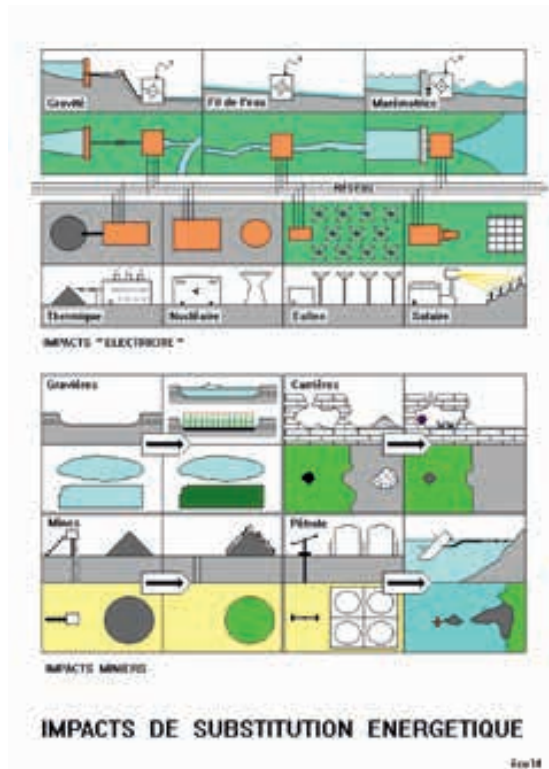 Gravité Fil de l'eau Marémotrice
RÉSEAU
Thermique Nucléaire Eolien Solaire
IMPACTS "ELECTRICITE"
Gravières Carrières
Mines Pétrole
IMPACTS MINIERS
IMPACTS DE SUBSTITUTION ENERGETIQUE